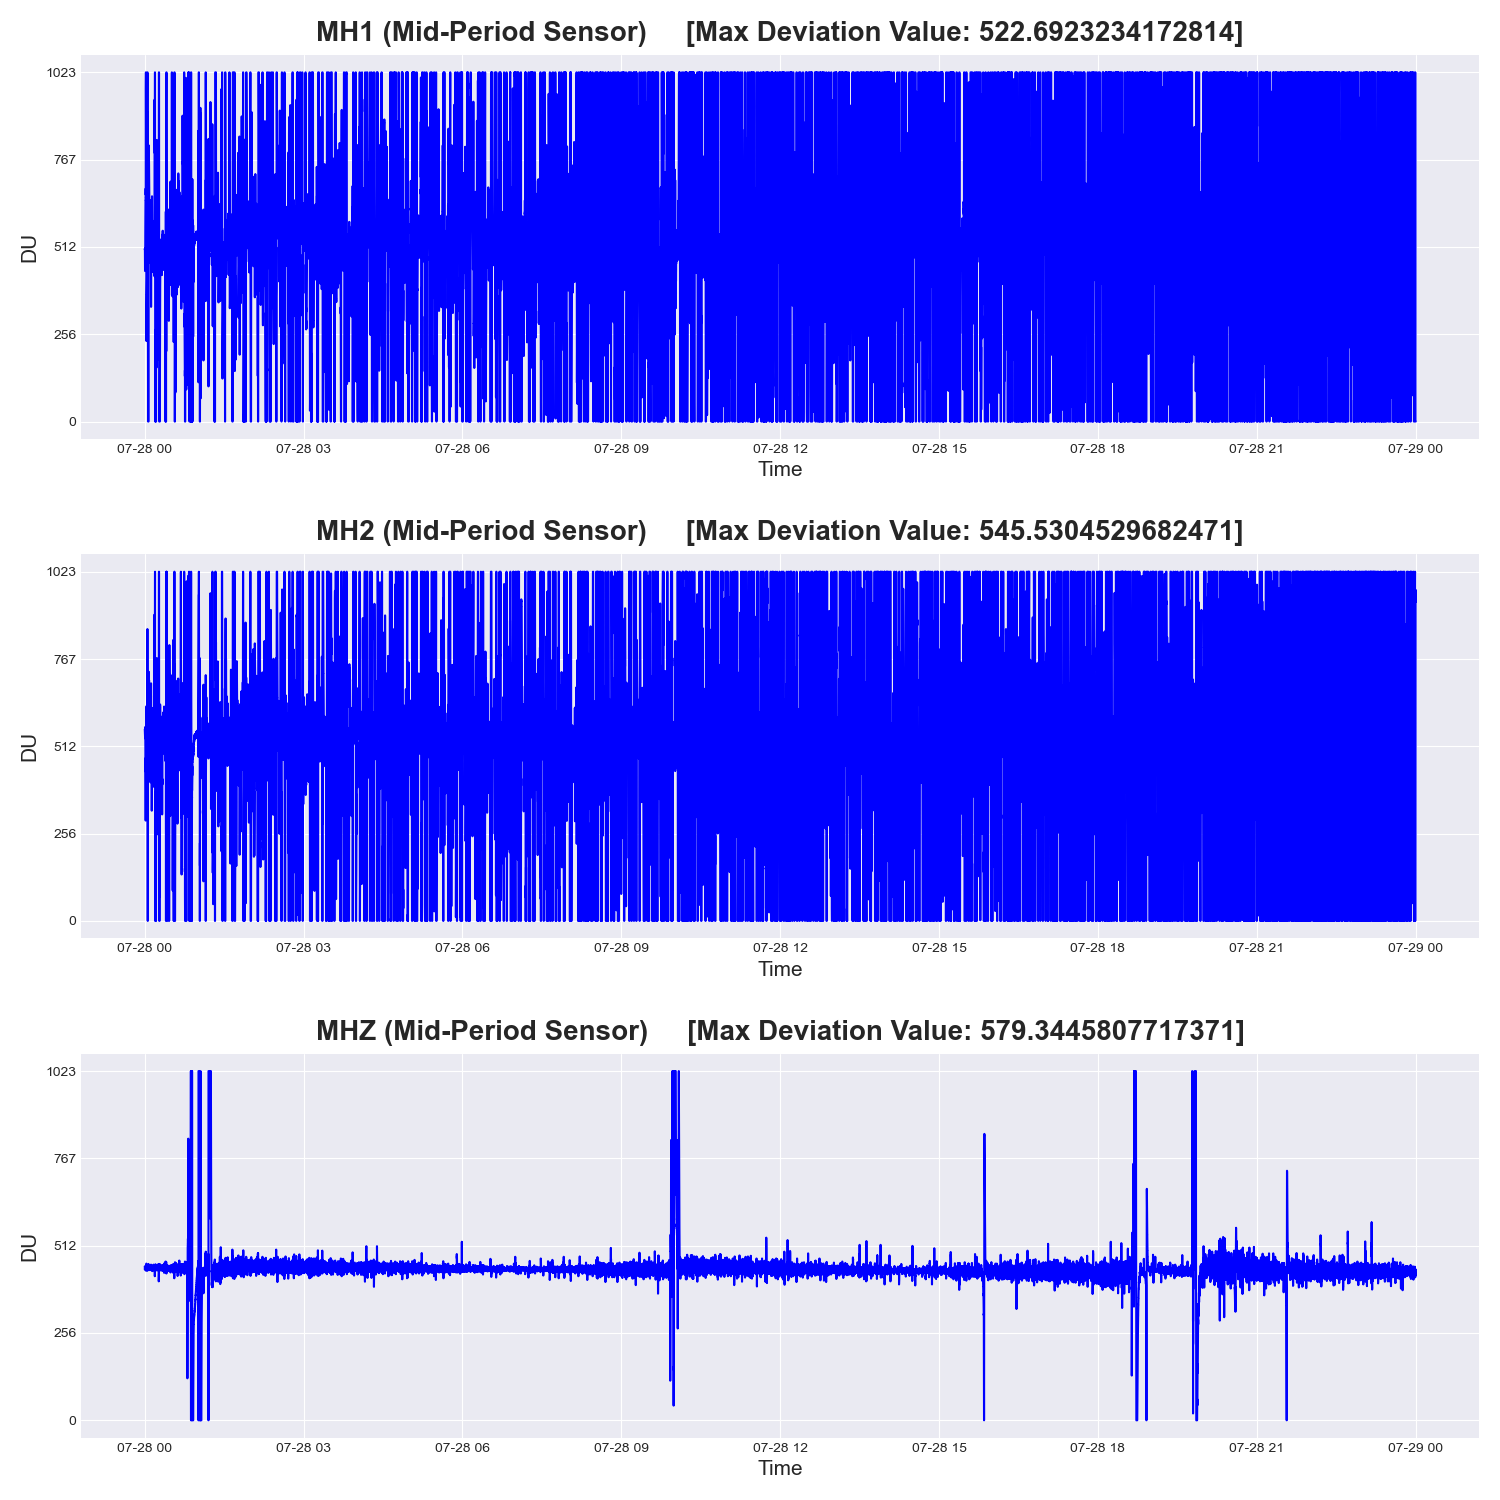 MH1 (Mid-Period Sensor) [Max Deviation Value: 522.6923234172814]
1023
767
512
256
0
DU
07-28 00 07-28 03 07-28 06 07-28 09 07-28 12 07-28 15 07-28 18 07-28 21 07-29 00
Time
MH2 (Mid-Period Sensor) [Max Deviation Value: 545.5304529682471]
1023
767
512
256
0
DU
07-28 00 07-28 03 07-28 06 07-28 09 07-28 12 07-28 15 07-28 18 07-28 21 07-29 00
Time
MHZ (Mid-Period Sensor) [Max Deviation Value: 579.3445807717371]
1023
767
512
256
0
DU
07-28 00 07-28 03 07-28 06 07-28 09 07-28 12 07-28 15 07-28 18 07-28 21 07-29 00
Time